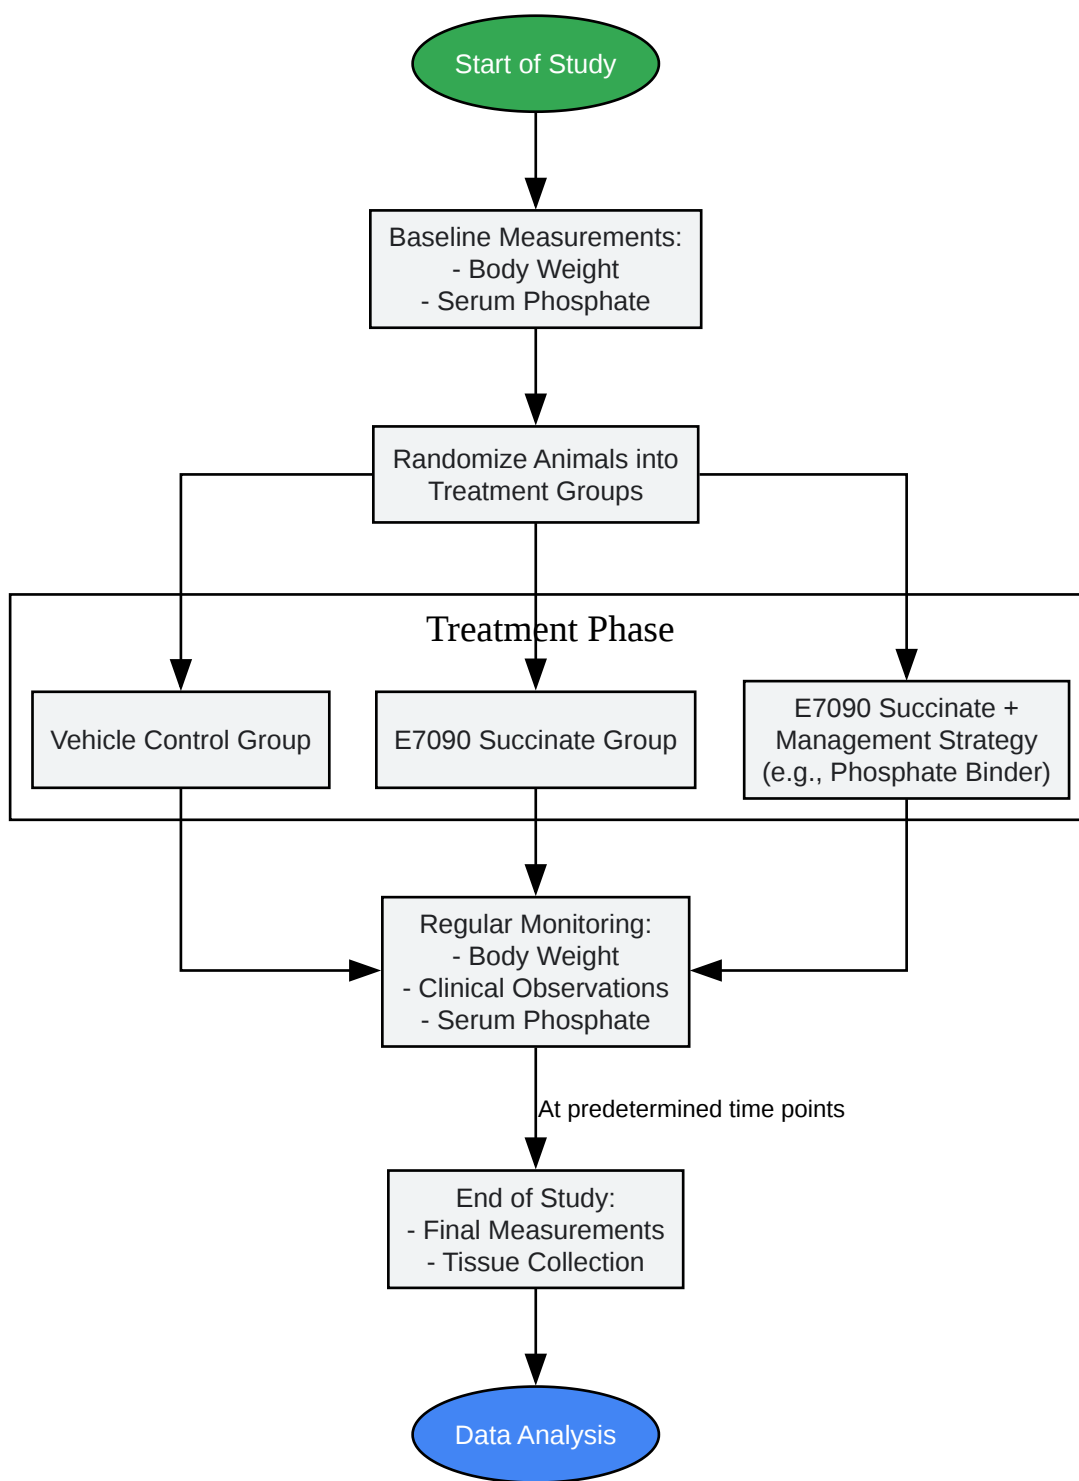 Start of Study
Baseline Measurements:
- Body Weight
- Serum Phosphate
Randomize Animals into
Treatment Groups
Treatment Phase
Vehicle Control Group
E7090 Succinate Group
E7090 Succinate +
Management Strategy
(e.g., Phosphate Binder)
Regular Monitoring:
- Body Weight
- Clinical Observations
- Serum Phosphate
At predetermined time points
End of Study:
- Final Measurements
- Tissue Collection
Data Analysis